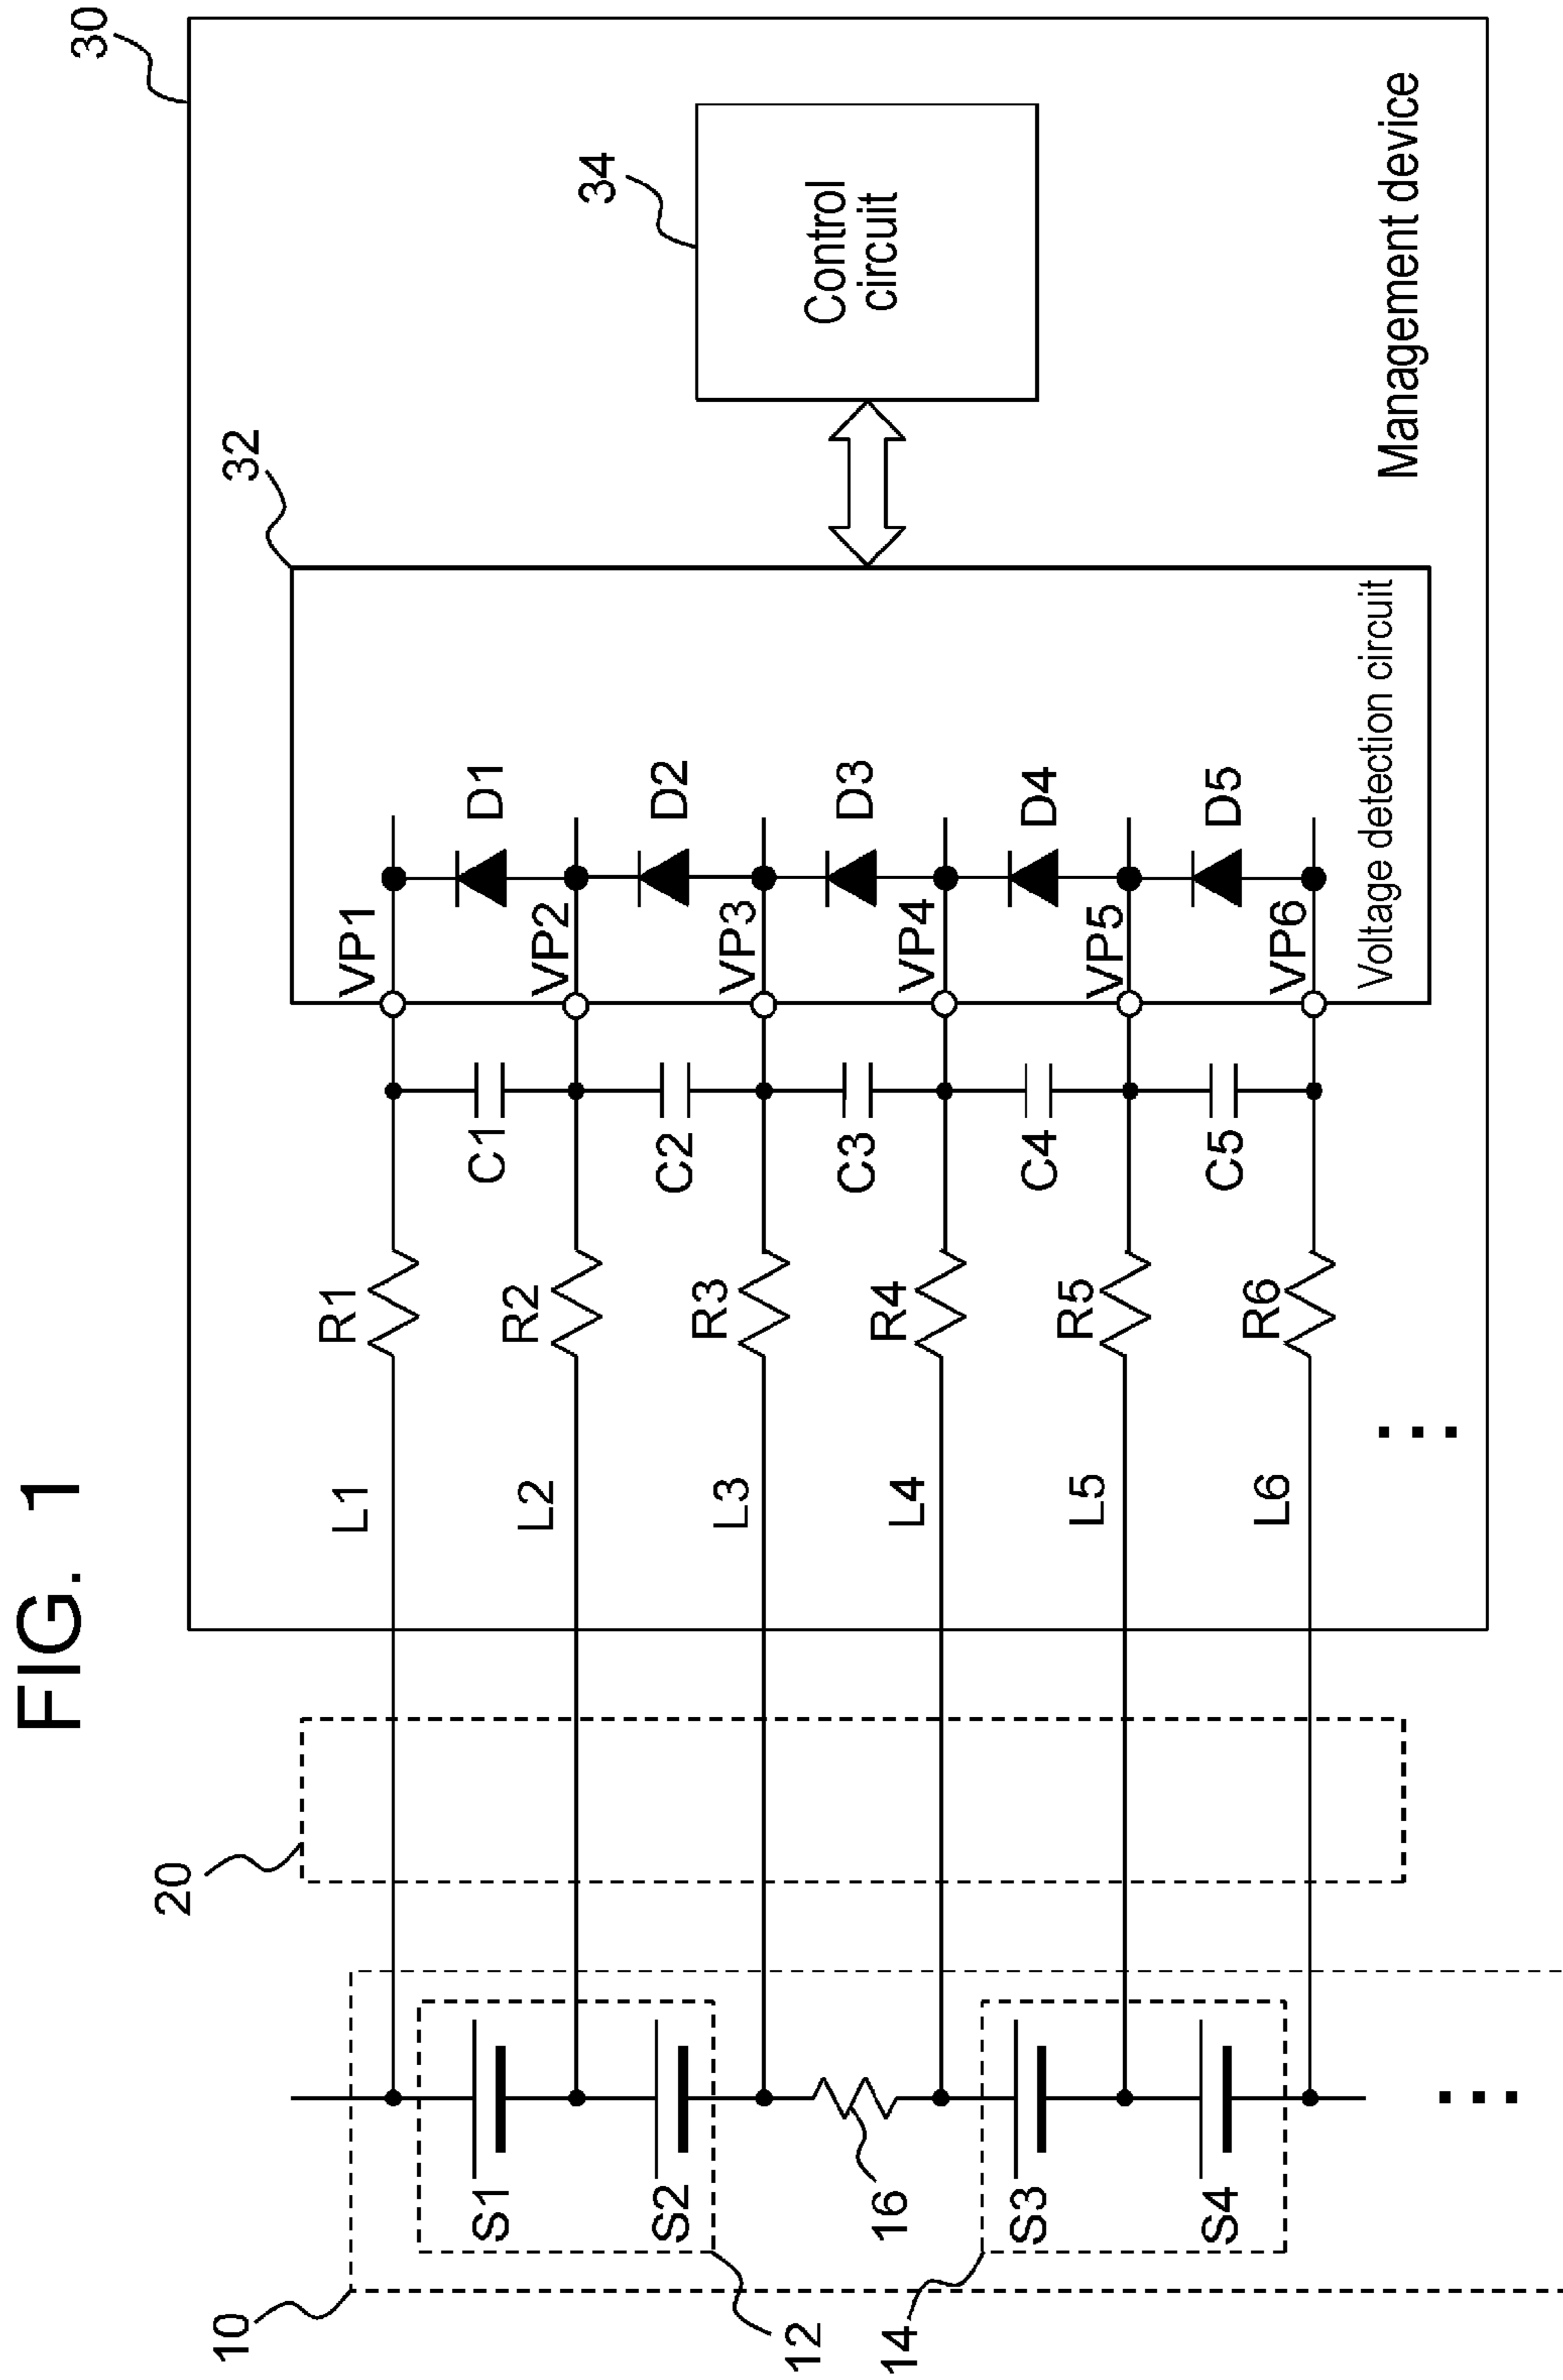 FIG. 1
30
32
34
Control
circuit
Management device
Voltage detection circuit
VP1
D1
VP2
D2
VP3
D3
VP4
D4
VP5
D5
VP6
C1
C2
C3
C4
C5
R1
R2
R3
R4
R5
R6
L1
L2
L3
L4
L5
L6
20
10
S1
S2
16
S3
S4
12
14